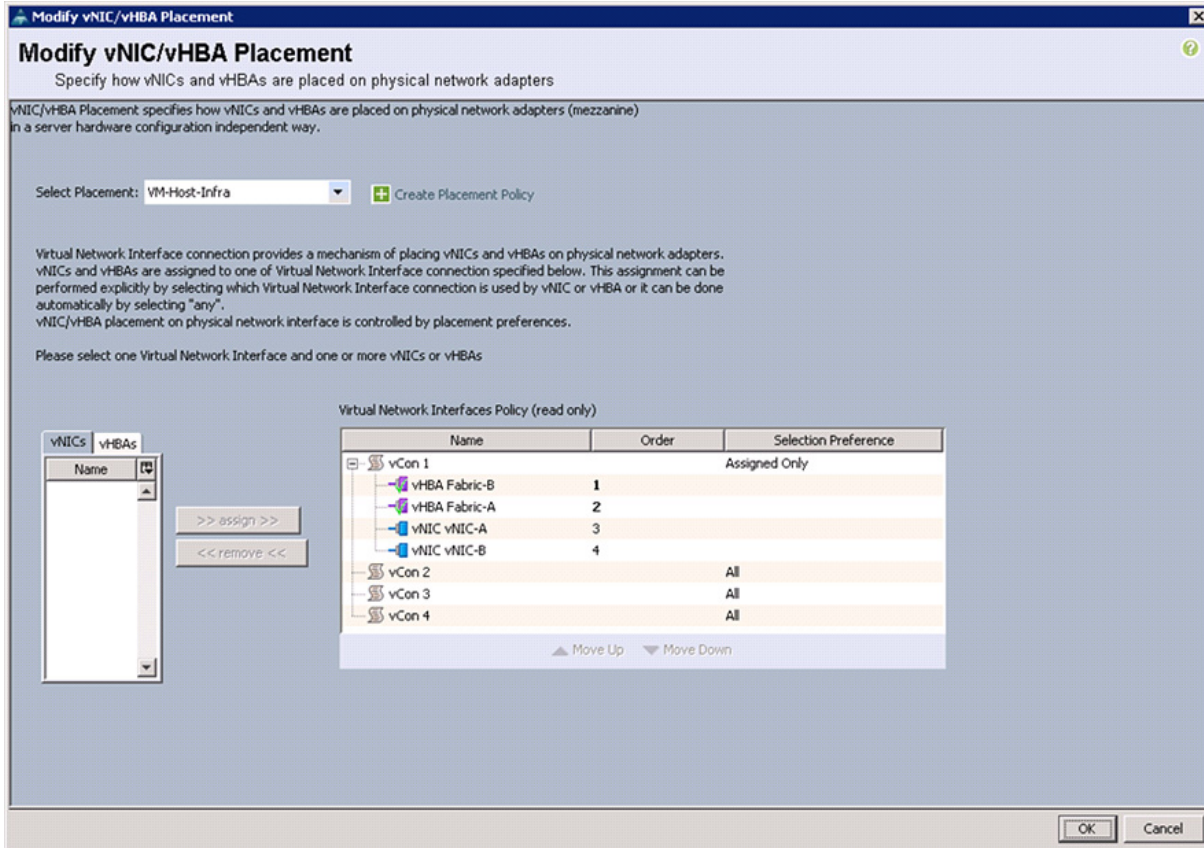 Modify vNIC/vHBA Placement
Modify vNIC/vHBA Placement
Specify how vNICs and vHBAs are placed on physical network adapters
vNIC/vHBA Placement specifies how vNICs and vHBAs are placed on physical network adapters (mezzanine)
in a server hardware configuration independent way.
Select Placement: VM-Host-Infra Create Placement Policy
Virtual Network Interface connection provides a mechanism of placing vNICs and vHBAs on physical network adapters.
vNICs and vHBAs are assigned to one of Virtual Network Interface connection specified below. This assignment can be
performed explicitly by selecting which Virtual Network Interface connection is used by vNIC or vHBA or it can be done
automatically by selecting "any".
vNIC/vHBA placement on physical network interface is controlled by placement preferences.
Please select one Virtual Network Interface and one or more vNICs or vHBAs
vNICs vHBAs
Name
>> assign >>
<< remove <<
Virtual Network Interfaces Policy (read only)
Name Order Selection Preference
vCon 1 Assigned Only
vHBA Fabric-B 1
vHBA Fabric-A 2
vNIC vNIC-A 3
vNIC vNIC-B 4
vCon 2 All
vCon 3 All
vCon 4 All
Move Up Move Down
OK Cancel